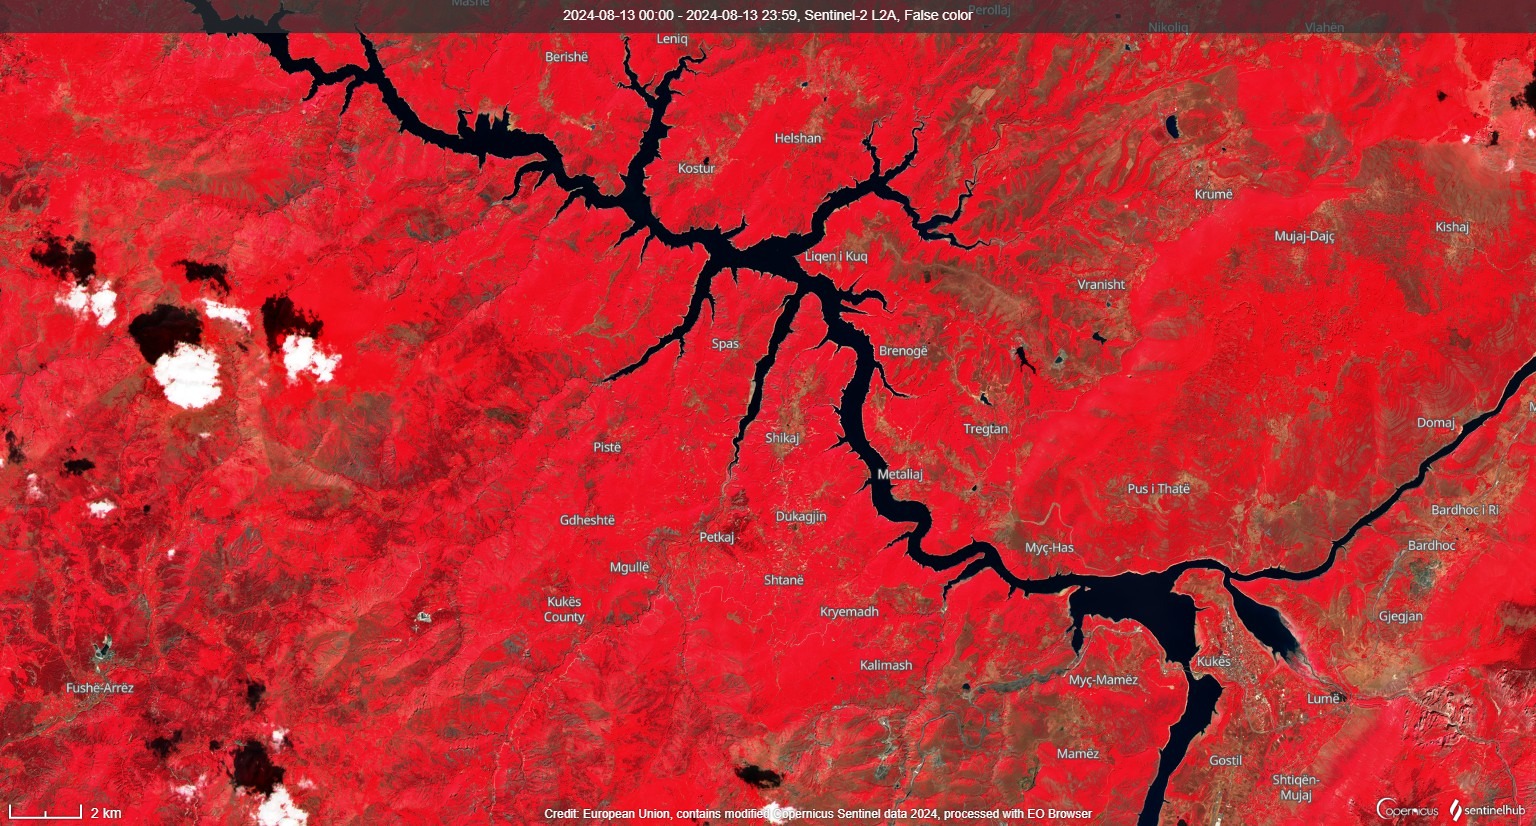 Mashë
2024-08-13 00:00 - 2024-08-13 23:59, Sentinel-2 L2A, False color
Perollaj
Nikoliq
Vlahën
Leniq
Berishë
Helshan
Kostur
Krumë
Kishaj
Mujaj-Dajç
Liqen i Kuq
Vranisht
Spas
Brenogë
Domaj
Tregtan
Shikaj
Pistë
Metaliaj
Pus i Thatë
Bardhoc i Ri
Dukagjin
Gdheshtë
Petkaj
Myç-Has
Bardhoc
Mgullë
Shtanë
Kukës
County
Kryemadh
Gjegjan
Kalimash
Kukës
Myç-Mamëz
Fushë-Arrëz
Lumë
Mamëz
Gostil
Shtiqën-
Mujaj
2 km
Credit: European Union, contains modified Copernicus Sentinel data 2024, processed with EO Browser
Copernicus
sentinelhub